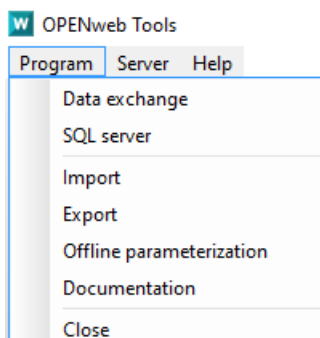 W OPENweb Tools
Program Server Help
Data exchange
SQL server
Import
Export
Offline parameterization
Documentation
Close